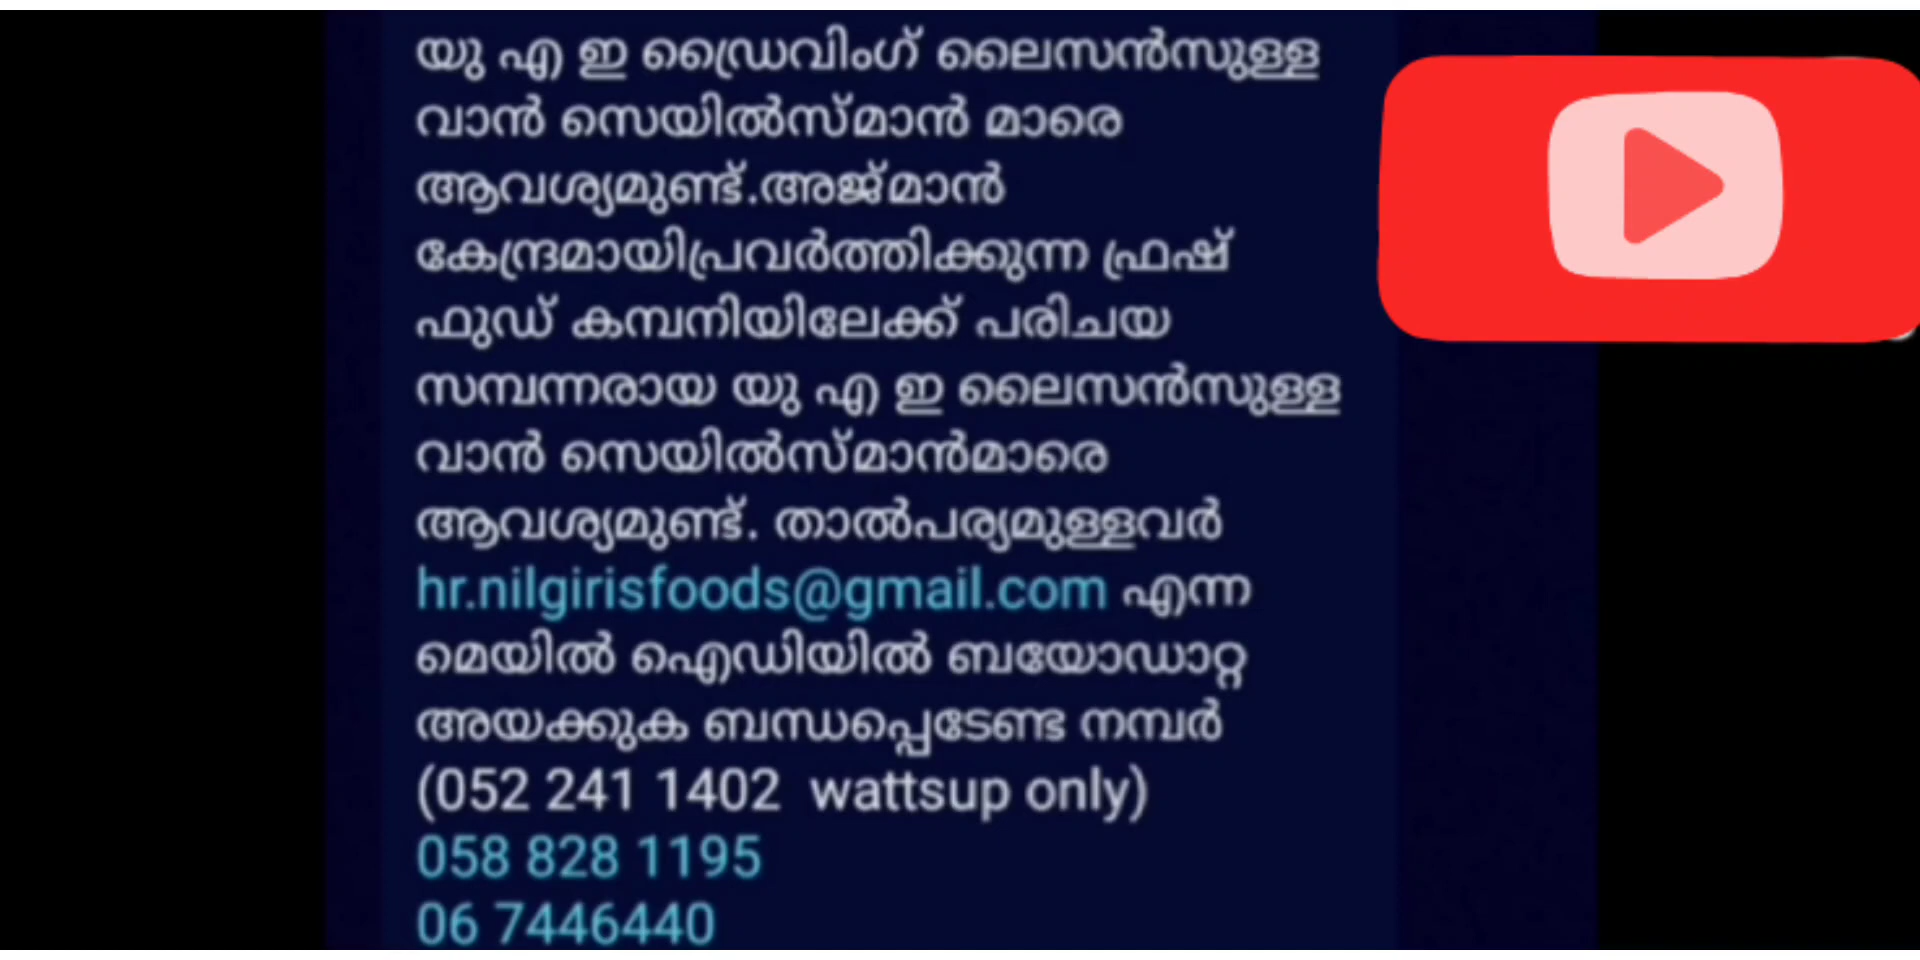 യു എ ഇ ഡ്രൈവിംഗ് ലൈസൻസുള്ള
വാൻ സെയിൽസ്മാൻ മാരെ
ആവശ്യമുണ്ട്.അജ്മാൻ
കേന്ദ്രമായിപ്രവർത്തിക്കുന്ന ഫ്രഷ്
ഫുഡ് കമ്പനിയിലേക്ക് പരിചയ
സമ്പന്നരായ യു എ ഇ ലൈസൻസുള്ള
വാൻ സെയിൽസ്മാൻമാരെ
ആവശ്യമുണ്ട്. താൽപര്യമുള്ളവർ
hr.nilgirisfoods@gmail.com എന്ന
മെയിൽ ഐഡിയിൽ ബയോഡാറ്റ
അയക്കുക ബന്ധപ്പെടേണ്ട നമ്പർ
(052 241 1402 wattsup only)
058 828 1195
06 7446440